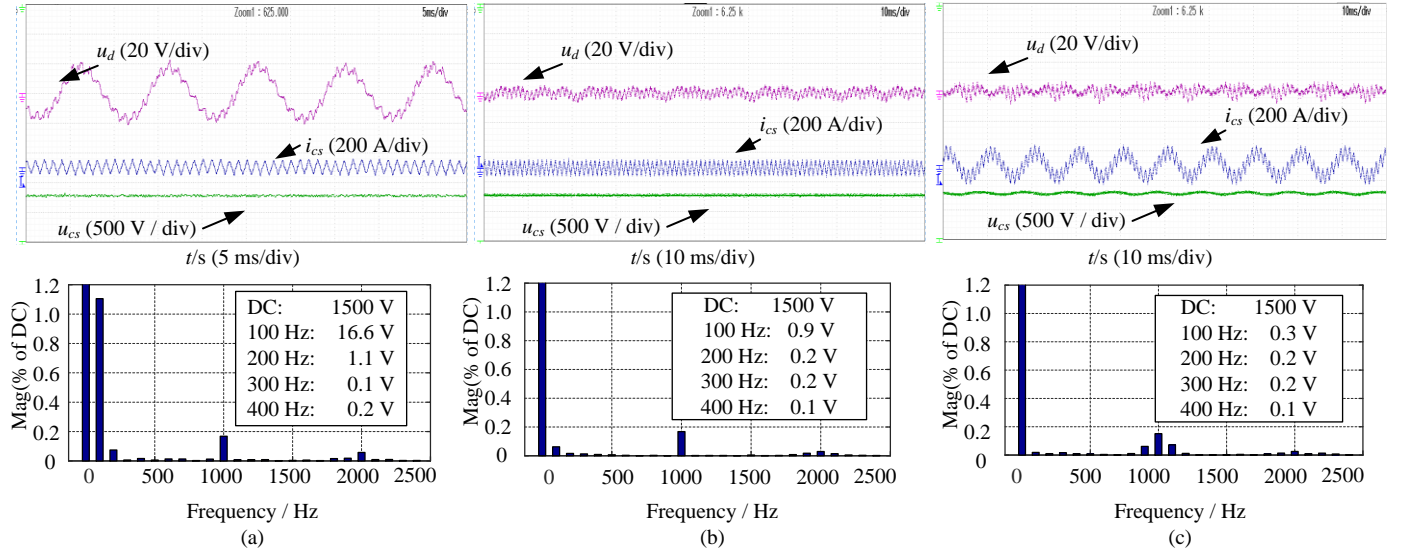 Zoom1 : 625.000 5ms/div
u_d (20 V/div)
i_cs (200 A/div)
u_cs (500 V / div)
t/s (5 ms/div)
Mag(% of DC)
1.2
1.0
0.8
0.6
0.4
0.2
0
DC: 1500 V
100 Hz: 16.6 V
200 Hz: 1.1 V
300 Hz: 0.1 V
400 Hz: 0.2 V
0 500 1000 1500 2000 2500
Frequency / Hz
(a)
Zoom1 : 6.25 k 10ms/div
u_d (20 V/div)
i_cs (200 A/div)
u_cs (500 V / div)
t/s (10 ms/div)
Mag(% of DC)
1.2
1.0
0.8
0.6
0.4
0.2
0
DC: 1500 V
100 Hz: 0.9 V
200 Hz: 0.2 V
300 Hz: 0.2 V
400 Hz: 0.1 V
0 500 1000 1500 2000 2500
Frequency / Hz
(b)
Zoom1 : 6.25 k 10ms/div
u_d (20 V/div)
i_cs (200 A/div)
u_cs (500 V / div)
t/s (10 ms/div)
Mag(% of DC)
1.2
1.0
0.8
0.6
0.4
0.2
0
DC: 1500 V
100 Hz: 0.3 V
200 Hz: 0.2 V
300 Hz: 0.2 V
400 Hz: 0.1 V
0 500 1000 1500 2000 2500
Frequency / Hz
(c)